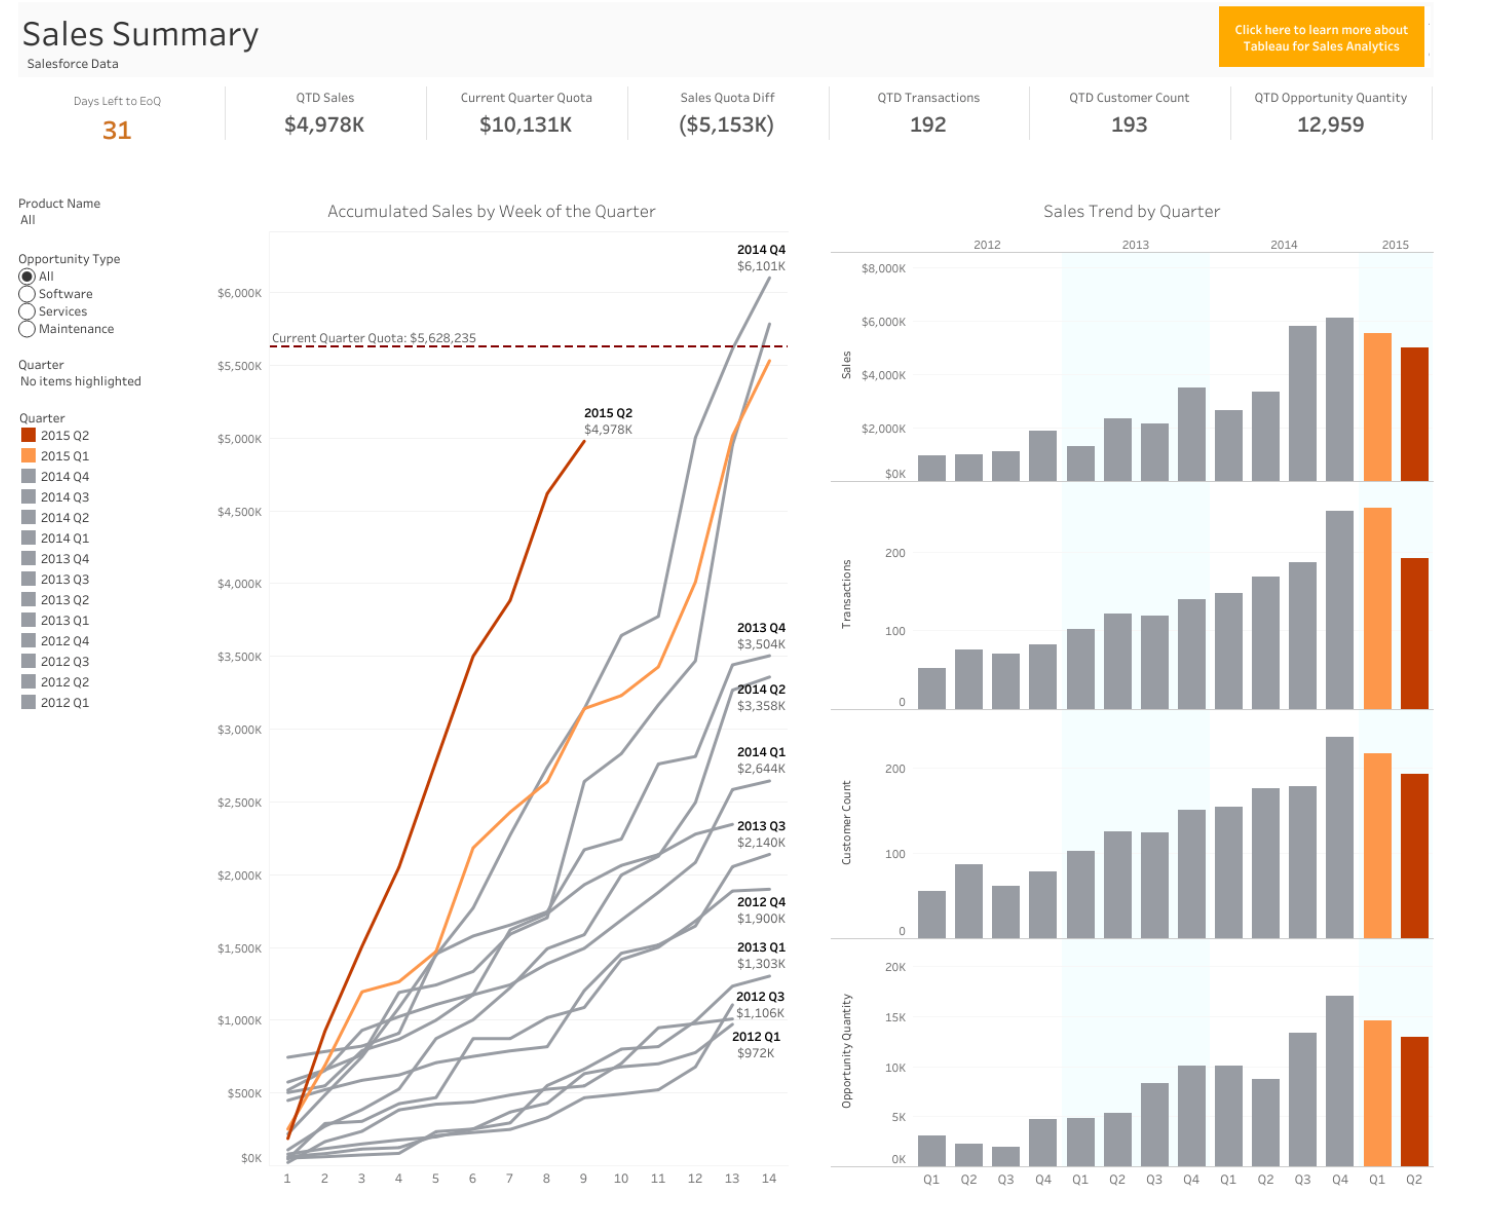 Sales Summary
Salesforce Data
Click here to learn more about
Tableau for Sales Analytics
Days Left to EoQ
31
QTD Sales
$4,978K
Current Quarter Quota
$10,131K
Sales Quota Diff
($5,153K)
QTD Transactions
192
QTD Customer Count
193
QTD Opportunity Quantity
12,959
Product Name
All
Opportunity Type
All
Software
Services
Maintenance
Quarter
No items highlighted
Quarter
2015 Q2
2015 Q1
2014 Q4
2014 Q3
2014 Q2
2014 Q1
2013 Q4
2013 Q3
2013 Q2
2013 Q1
2012 Q4
2012 Q3
2012 Q2
2012 Q1
Accumulated Sales by Week of the Quarter
$6,000K
$5,500K
$5,000K
$4,500K
$4,000K
$3,500K
$3,000K
$2,500K
$2,000K
$1,500K
$1,000K
$500K
$0K
Current Quarter Quota: $5,628,235
2014 Q4
$6,101K
2015 Q2
$4,978K
2013 Q4
$3,504K
2014 Q2
$3,358K
2014 Q1
$2,644K
2013 Q3
$2,140K
2012 Q4
$1,900K
2013 Q1
$1,303K
2012 Q3
$1,106K
2012 Q1
$972K
1 2 3 4 5 6 7 8 9 10 11 12 13 14
Sales Trend by Quarter
2012 2013 2014 2015
Sales
$8,000K
$6,000K
$4,000K
$2,000K
$0K
Transactions
200
100
0
Customer Count
200
100
0
Opportunity Quantity
20K
15K
10K
5K
0K
Q1 Q2 Q3 Q4 Q1 Q2 Q3 Q4 Q1 Q2 Q3 Q4 Q1 Q2